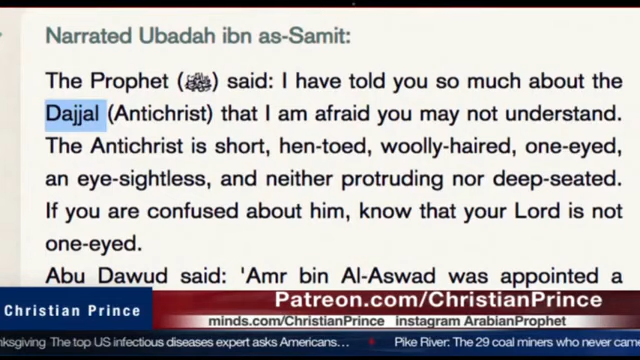 Narrated Ubadah ibn as-Samit:
The Prophet (ﷺ) said: I have told you so much about the
Dajjal (Antichrist) that I am afraid you may not understand.
The Antichrist is short, hen-toed, woolly-haired, one-eyed,
an eye-sightless, and neither protruding nor deep-seated.
If you are confused about him, know that your Lord is not
one-eyed.
Abu Dawud said: 'Amr bin Al-Aswad was appointed a
Christian Prince
Patreon.com/ChristianPrince
minds.com/ChristianPrince instagram ArabianProphet
nksgiving The top US infectious diseases expert asks Americans... Pike River: The 29 coal miners who never came